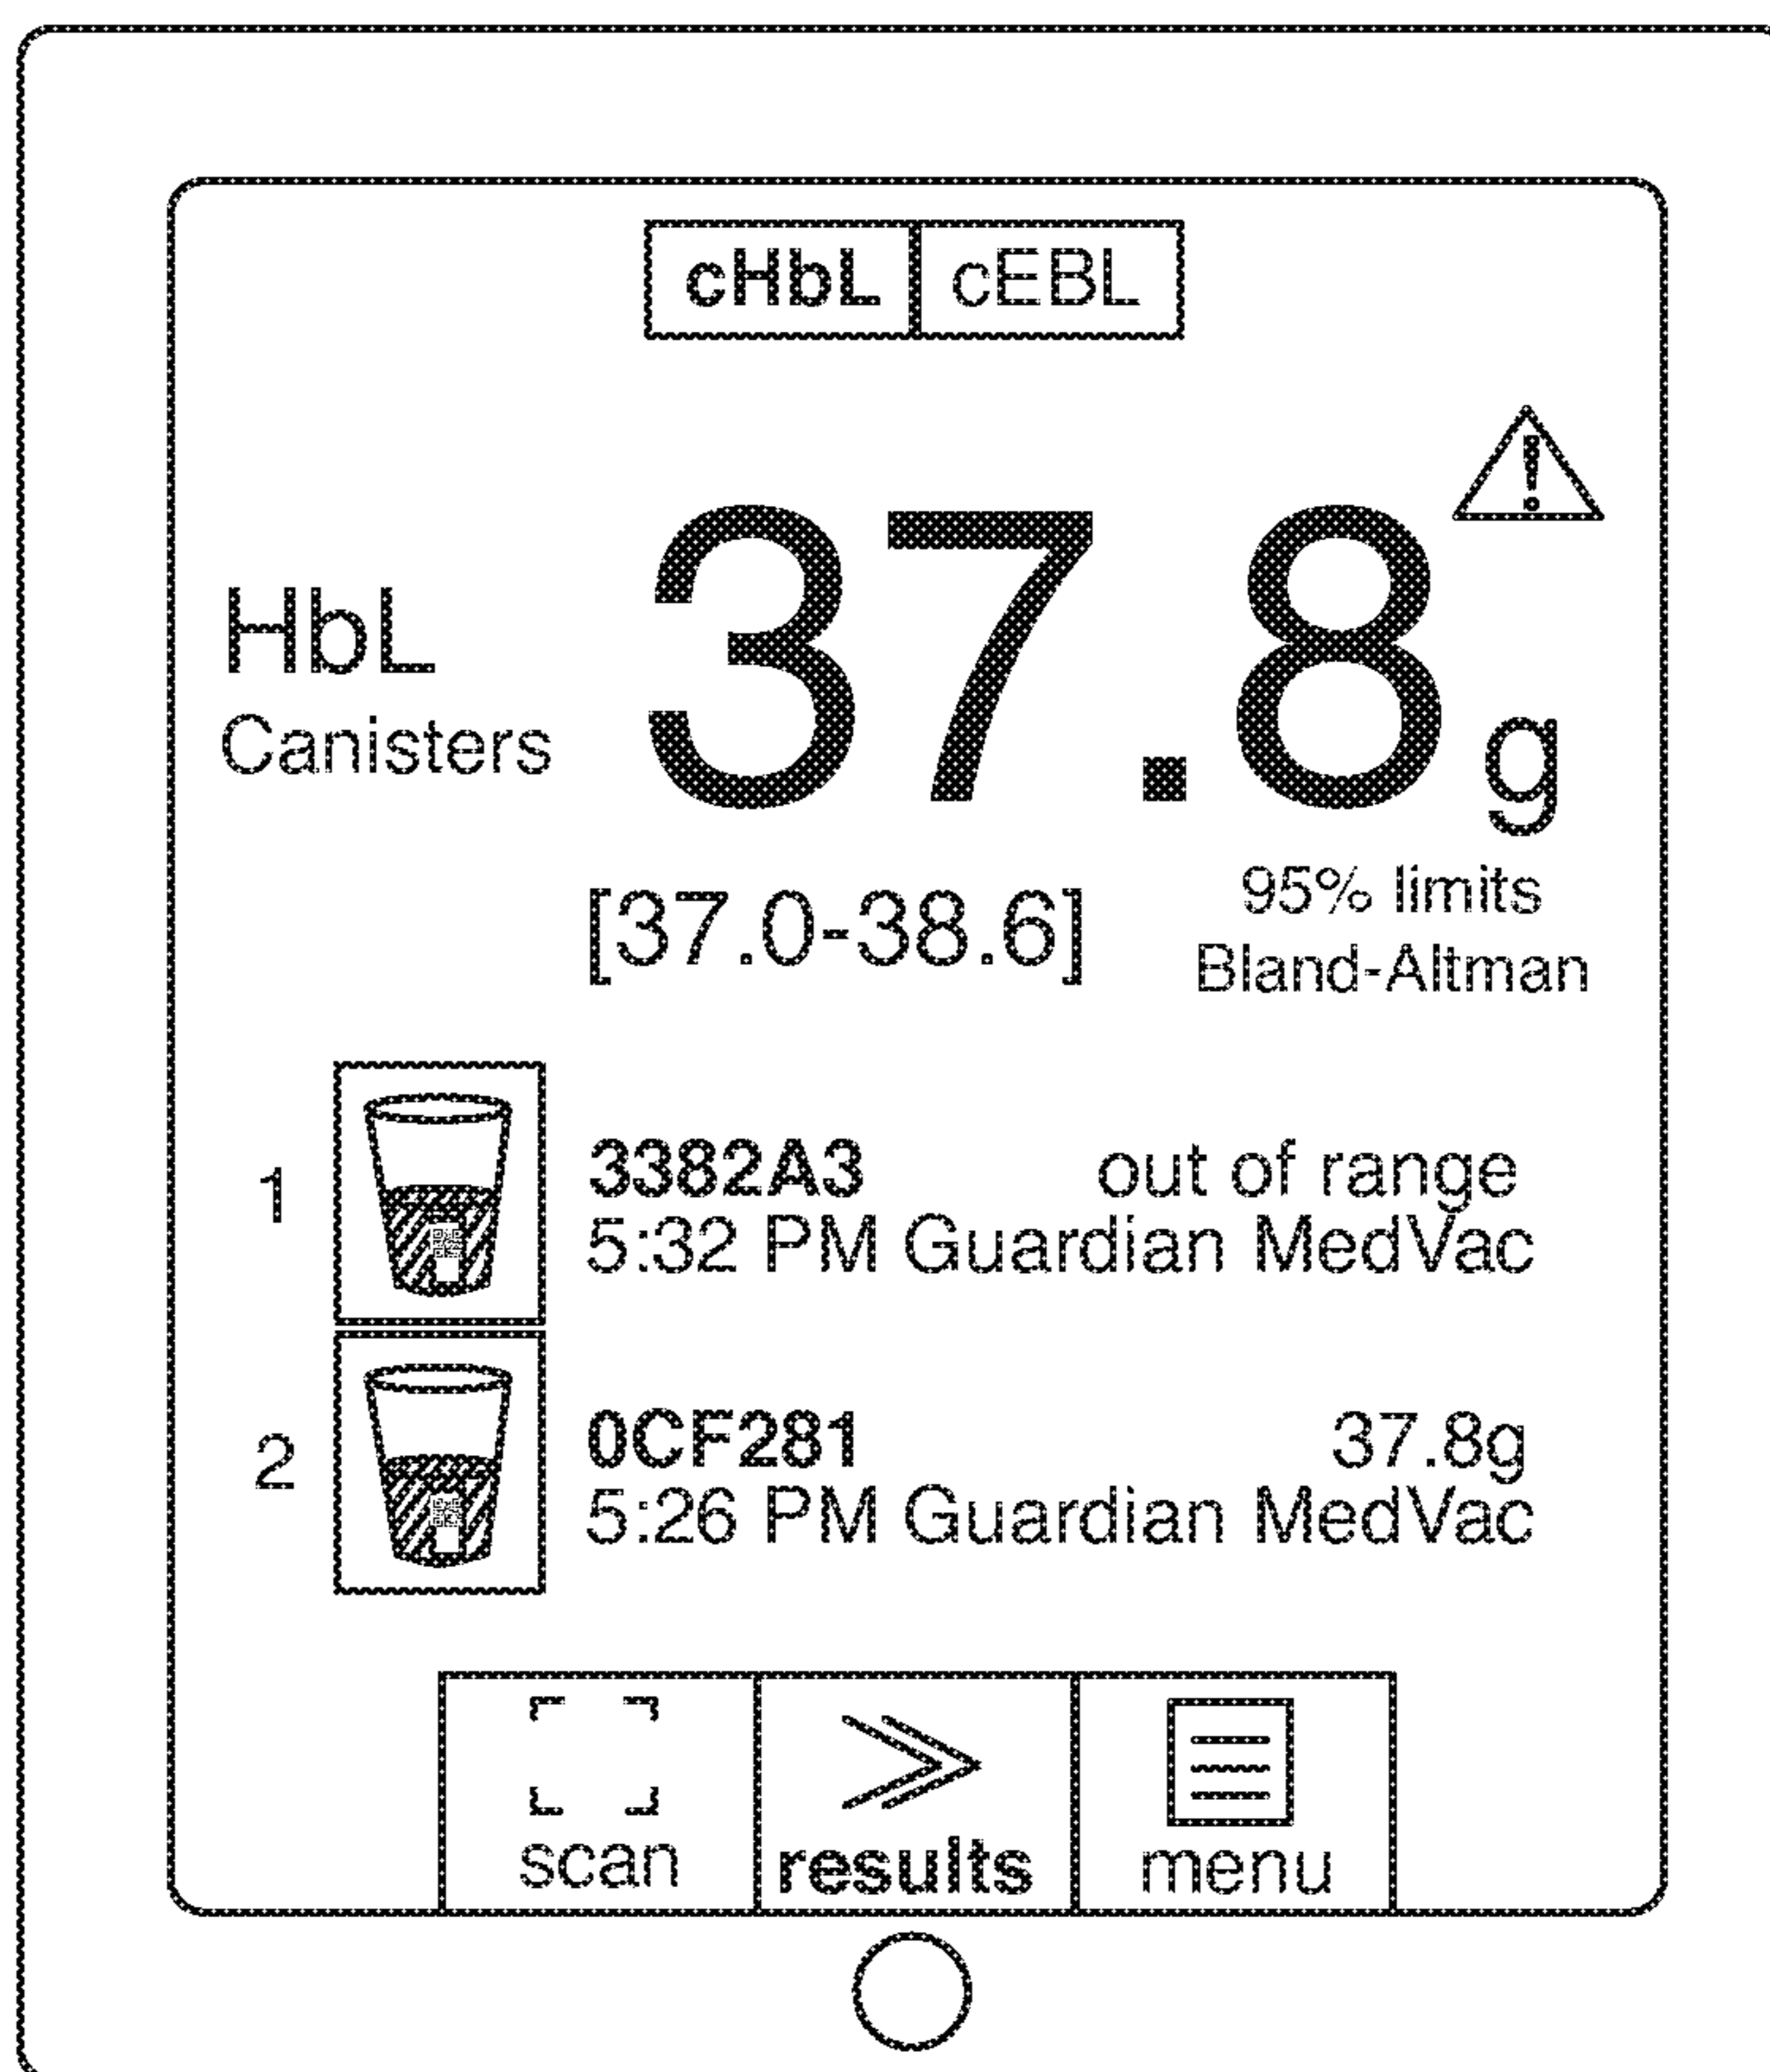 cHbL cEBL
!
HbL 37.8 g
Canisters
[37.0-38.6] 95% limits
Bland-Altman
1 3382A3 out of range
5:32 PM Guardian MedVac
2 0CF281 37.8g
5:26 PM Guardian MedVac
scan results menu